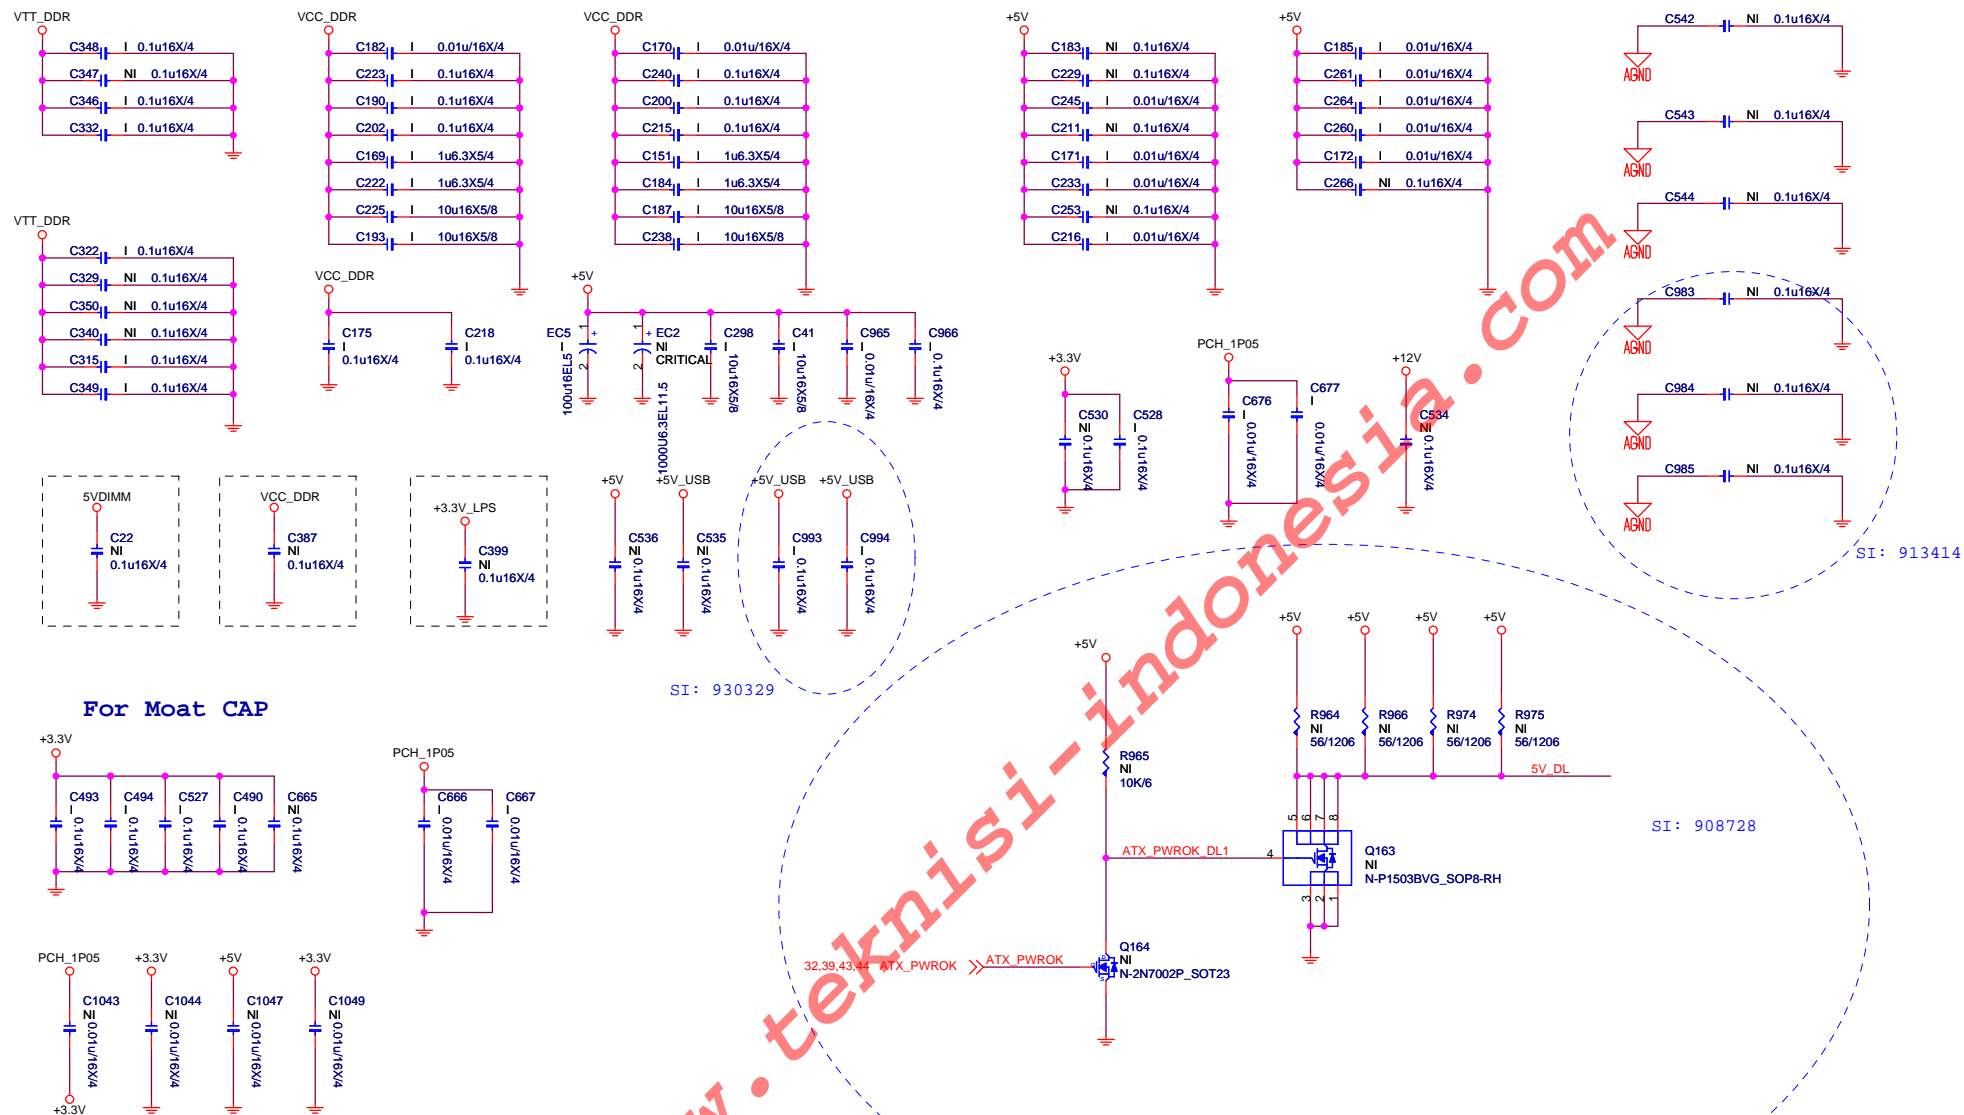 VTT_DDR
C348 I 0.1u16X/4
C347 NI 0.1u16X/4
C346 I 0.1u16X/4
C332 I 0.1u16X/4
VCC_DDR
C182 I 0.01u/16X/4
C223 I 0.1u16X/4
C190 I 0.1u16X/4
C202 I 0.1u16X/4
C169 I 1u6.3X5/4
C222 I 1u6.3X5/4
C225 I 10u16X5/8
C193 I 10u16X5/8
VCC_DDR
C170 I 0.01u/16X/4
C240 I 0.1u16X/4
C200 I 0.1u16X/4
C215 I 0.1u16X/4
C151 I 1u6.3X5/4
C184 I 1u6.3X5/4
C187 I 10u16X5/8
C238 I 10u16X5/8
+5V
C183 NI 0.1u16X/4
C229 NI 0.1u16X/4
C245 I 0.01u/16X/4
C211 NI 0.1u16X/4
C171 I 0.01u/16X/4
C233 I 0.01u/16X/4
C253 NI 0.1u16X/4
C216 I 0.01u/16X/4
+5V
C185 I 0.01u/16X/4
C261 I 0.01u/16X/4
C264 I 0.01u/16X/4
C260 I 0.01u/16X/4
C172 I 0.01u/16X/4
C266 NI 0.1u16X/4
C542 NI 0.1u16X/4
AGND
C543 NI 0.1u16X/4
AGND
C544 NI 0.1u16X/4
AGND
C983 NI 0.1u16X/4
AGND
C984 NI 0.1u16X/4
AGND
C985 NI 0.1u16X/4
AGND
SI: 913414
VTT_DDR
C322 I 0.1u16X/4
C329 NI 0.1u16X/4
C350 NI 0.1u16X/4
C340 NI 0.1u16X/4
C315 I 0.1u16X/4
C349 I 0.1u16X/4
VCC_DDR
C175
I
0.1u16X/4
C218
I
0.1u16X/4
+5V
EC5
I
100u16EL5
1
+
2
EC2
NI
CRITICAL
1000U6.3EL11.5
1
+
2
C298
I
10u16X5/8
C41
I
10u16X5/8
C965
I
0.01u/16X/4
C966
I
0.1u16X/4
+3.3V
C530
NI
0.1u16X/4
C528
I
0.1u16X/4
PCH_1P05
C676
I
0.01u/16X/4
C677
I
0.01u/16X/4
+12V
C534
NI
0.1u16X/4
5VDIMM
C22
NI
0.1u16X/4
VCC_DDR
C387
NI
0.1u16X/4
+3.3V_LPS
C399
NI
0.1u16X/4
+5V
C536
NI
0.1u16X/4
+5V_USB
C535
NI
0.1u16X/4
+5V_USB
C993
I
0.1u16X/4
+5V_USB
C994
I
0.1u16X/4
SI: 930329
For Moat CAP
+3.3V
C493
I
0.1u16X/4
C494
I
0.1u16X/4
C527
I
0.1u16X/4
C490
I
0.1u16X/4
C665
NI
0.1u16X/4
PCH_1P05
C666
I
0.01u/16X/4
C667
I
0.01u/16X/4
PCH_1P05
C1043
NI
0.01u/16X/4
+3.3V
+3.3V
C1044
NI
0.01u/16X/4
+5V
C1047
NI
0.01u/16X/4
+3.3V
C1049
NI
0.01u/16X/4
+5V
R965
NI
10K/6
+5V
R964
NI
56/1206
+5V
R966
NI
56/1206
+5V
R974
NI
56/1206
+5V
R975
NI
56/1206
5V_DL
SI: 908728
5 6 7 8
ATX_PWROK_DL1
4
Q163
NI
N-P1503BVG_SOP8-RH
3 2 1
32,39,43,44 ATX_PWROK
ATX_PWROK
Q164
NI
N-2N7002P_SOT23
w.teknisi-indonesia.com